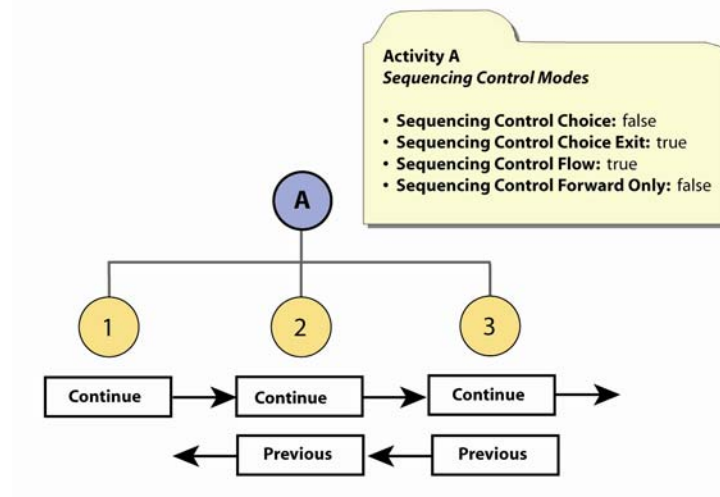 Activity A
Sequencing Control Modes
• Sequencing Control Choice: false
• Sequencing Control Choice Exit: true
• Sequencing Control Flow: true
• Sequencing Control Forward Only: false
A
1 2 3
Continue Continue Continue
Previous Previous